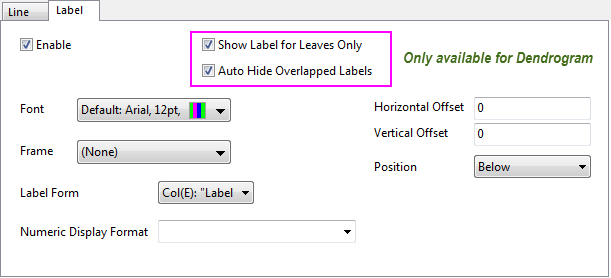 Line Label
Enable
Show Label for Leaves Only
Auto Hide Overlapped Labels
Only available for Dendrogram
Font Default: Arial, 12pt,
Horizontal Offset 0
Vertical Offset 0
Frame (None)
Position Below
Label Form Col(E): "Label
Numeric Display Format